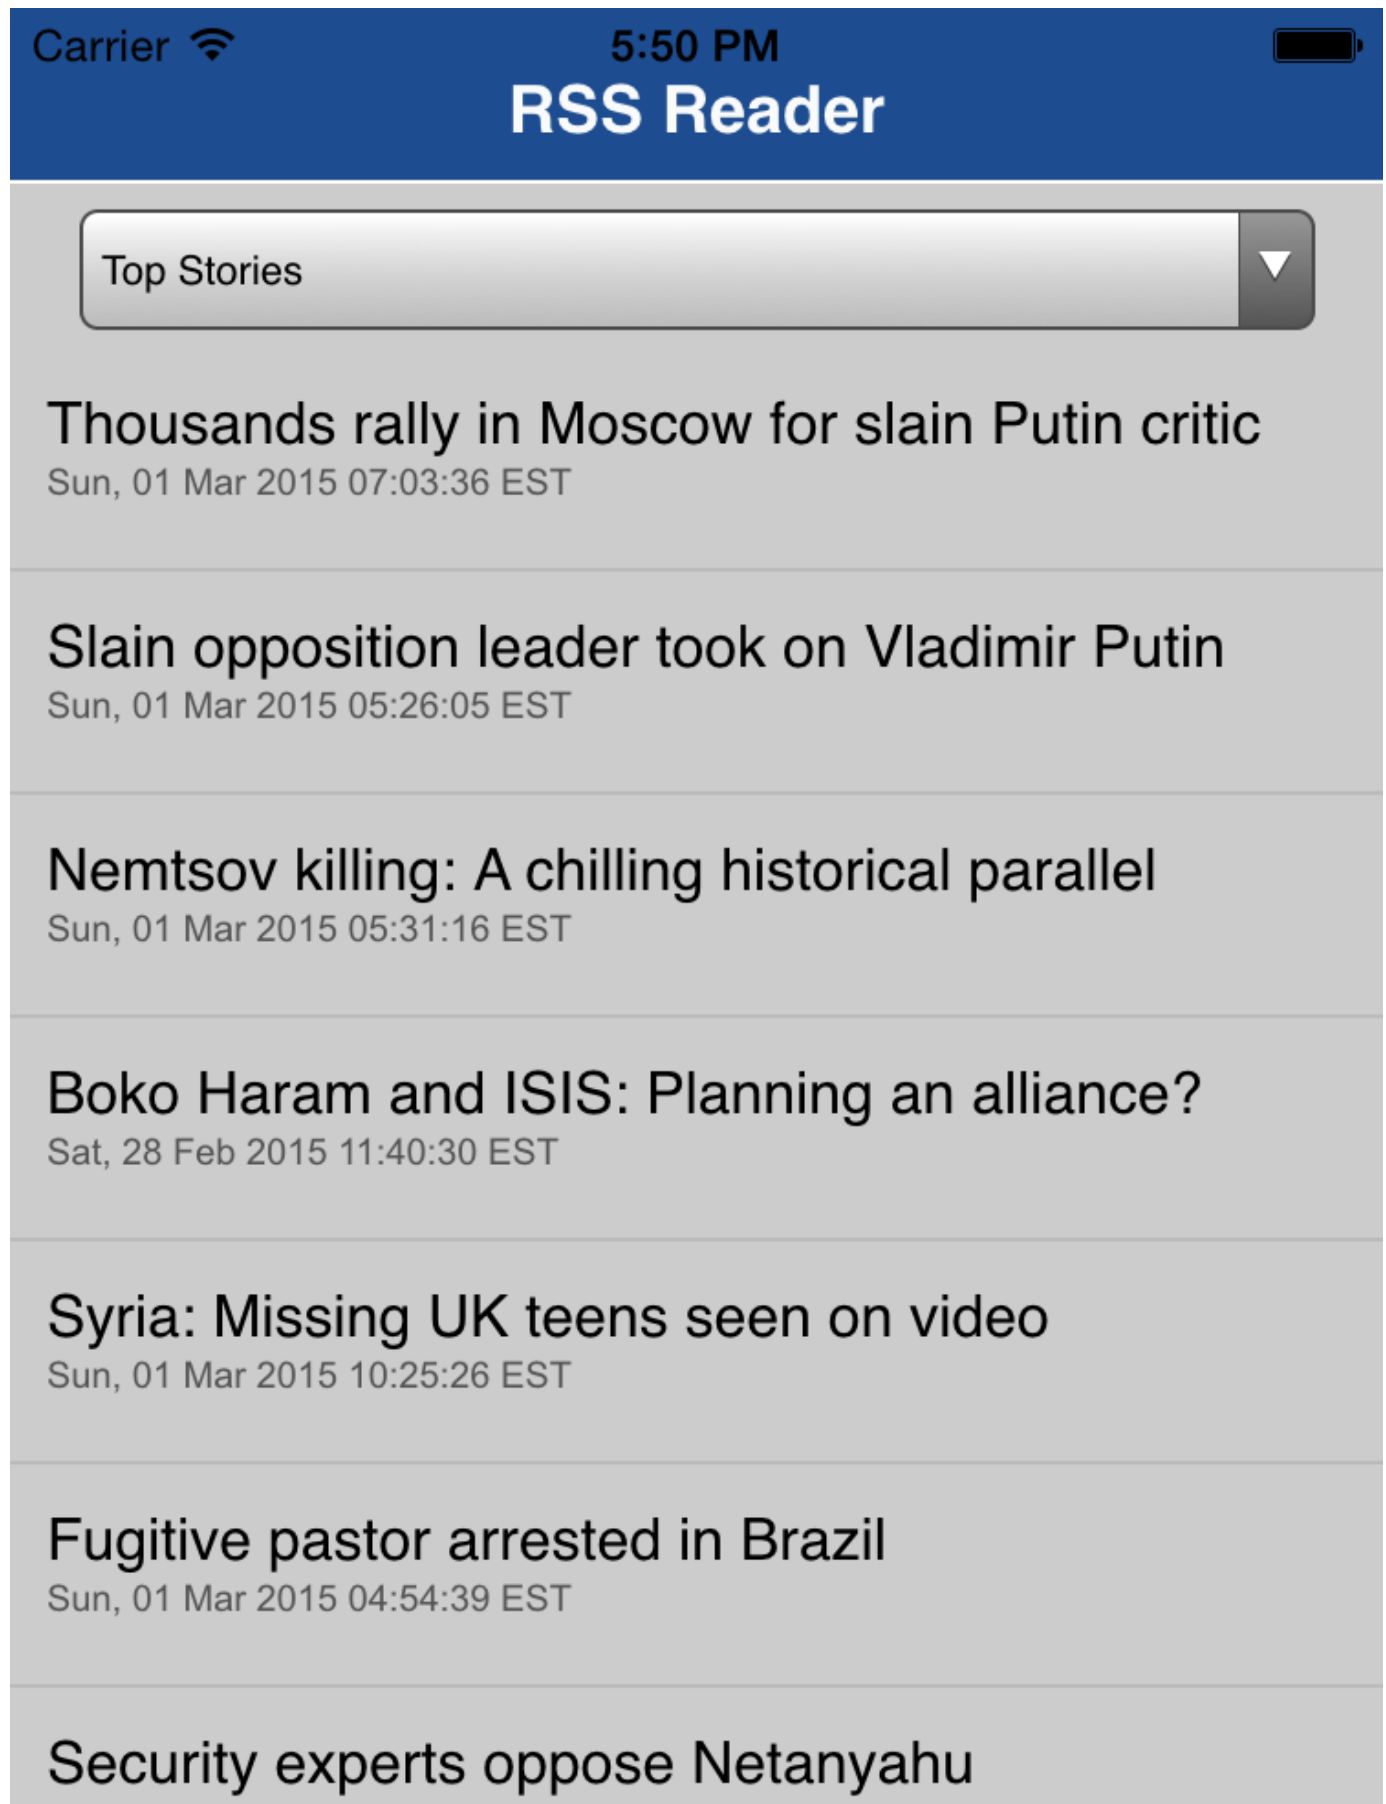 Carrier 5:50 PM
RSS Reader
Top Stories
Thousands rally in Moscow for slain Putin critic
Sun, 01 Mar 2015 07:03:36 EST
Slain opposition leader took on Vladimir Putin
Sun, 01 Mar 2015 05:26:05 EST
Nemtsov killing: A chilling historical parallel
Sun, 01 Mar 2015 05:31:16 EST
Boko Haram and ISIS: Planning an alliance?
Sat, 28 Feb 2015 11:40:30 EST
Syria: Missing UK teens seen on video
Sun, 01 Mar 2015 10:25:26 EST
Fugitive pastor arrested in Brazil
Sun, 01 Mar 2015 04:54:39 EST
Security experts oppose Netanyahu